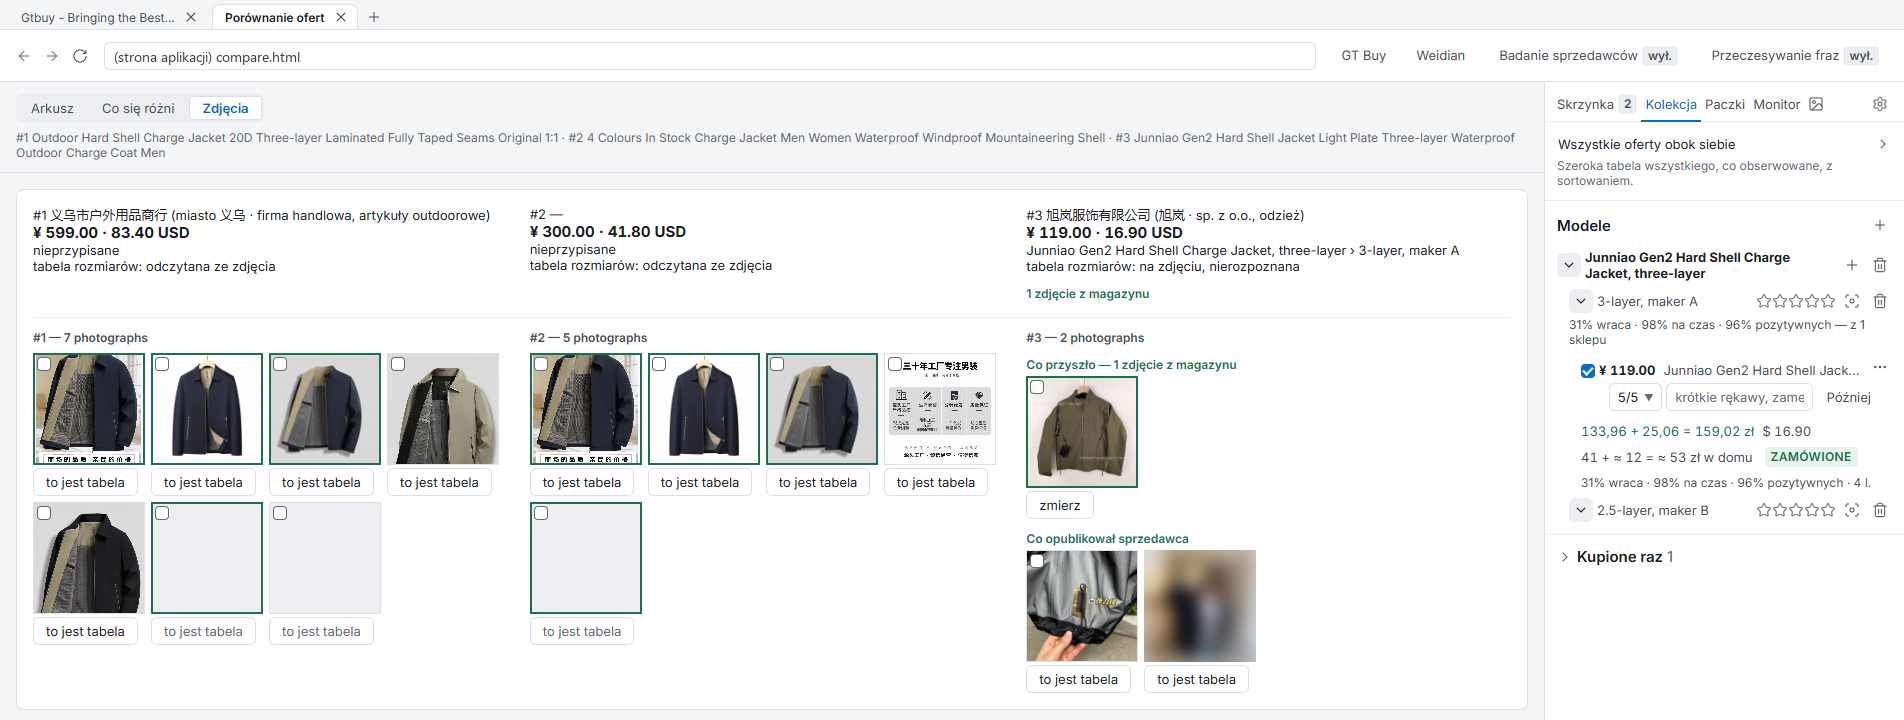 Gtbuy - Bringing the Best...
Porównanie ofert
(strona aplikacji) compare.html
GT Buy
Weidian
Badanie sprzedawców wył.
Przeczesywanie fraz wył.
Arkusz
Co się różni
Zdjęcia
#1 Outdoor Hard Shell Charge Jacket 20D Three-layer Laminated Fully Taped Seams Original 1:1 · #2 4 Colours In Stock Charge Jacket Men Women Waterproof Windproof Mountaineering Shell · #3 Junniao Gen2 Hard Shell Jacket Light Plate Three-layer Waterproof
Outdoor Charge Coat Men
#1 义乌市户外用品商行 (miasto 义乌 · firma handlowa, artykuły outdoorowe)
¥ 599.00 · 83.40 USD
nieprzypisane
tabela rozmiarów: odczytana ze zdjęcia
#2 —
¥ 300.00 · 41.80 USD
nieprzypisane
tabela rozmiarów: odczytana ze zdjęcia
#3 旭岚服饰有限公司 (旭岚 · sp. z o.o., odzież)
¥ 119.00 · 16.90 USD
Junniao Gen2 Hard Shell Charge Jacket, three-layer › 3-layer, maker A
tabela rozmiarów: na zdjęciu, nierozpoznana
1 zdjęcie z magazynu
#1 — 7 photographs
to jest tabela
to jest tabela
to jest tabela
to jest tabela
to jest tabela
to jest tabela
to jest tabela
#2 — 5 photographs
三十年工厂专注男装
to jest tabela
to jest tabela
to jest tabela
to jest tabela
to jest tabela
#3 — 2 photographs
Co przyszło — 1 zdjęcie z magazynu
zmierz
Co opublikował sprzedawca
to jest tabela
to jest tabela
Skrzynka 2
Kolekcja
Paczki
Monitor
Wszystkie oferty obok siebie
Szeroka tabela wszystkiego, co obserwowane, z
sortowaniem.
Modele
Junniao Gen2 Hard Shell Charge
Jacket, three-layer
3-layer, maker A
31% wraca · 98% na czas · 96% pozytywnych — z 1
sklepu
¥ 119.00 Junniao Gen2 Hard Shell Jack...
5/5
krótkie rękawy, zame
Później
133,96 + 25,06 = 159,02 zł $ 16.90
41 + ≈ 12 = ≈ 53 zł w domu ZAMÓWIONE
31% wraca · 98% na czas · 96% pozytywnych · 4 l.
2.5-layer, maker B
Kupione raz 1